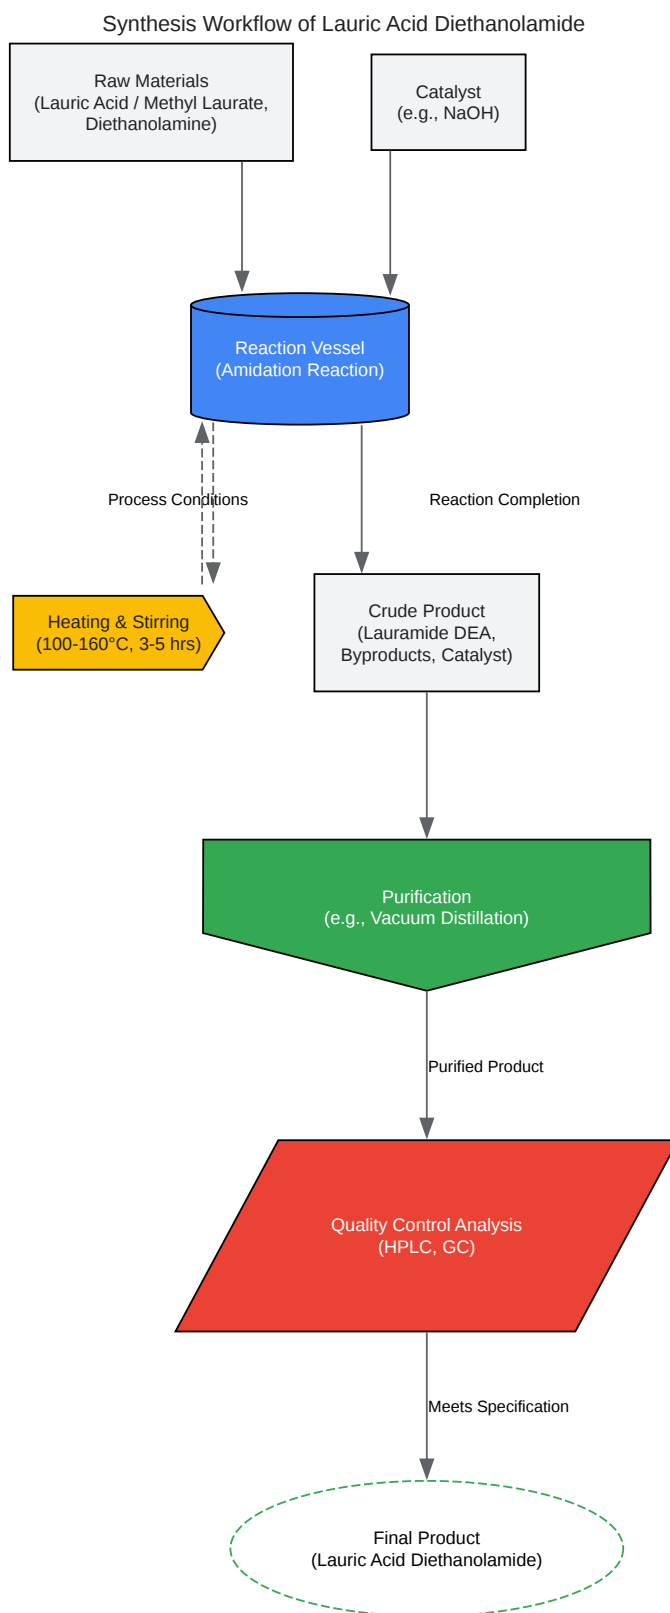 Synthesis Workflow of Lauric Acid Diethanolamide
Raw Materials
(Lauric Acid / Methyl Laurate,
Diethanolamine)
Catalyst
(e.g., NaOH)
Reaction Vessel
(Amidation Reaction)
Process Conditions
Reaction Completion
Heating & Stirring
(100-160°C, 3-5 hrs)
Crude Product
(Lauramide DEA,
Byproducts, Catalyst)
Purification
(e.g., Vacuum Distillation)
Purified Product
Quality Control Analysis
(HPLC, GC)
Meets Specification
Final Product
(Lauric Acid Diethanolamide)